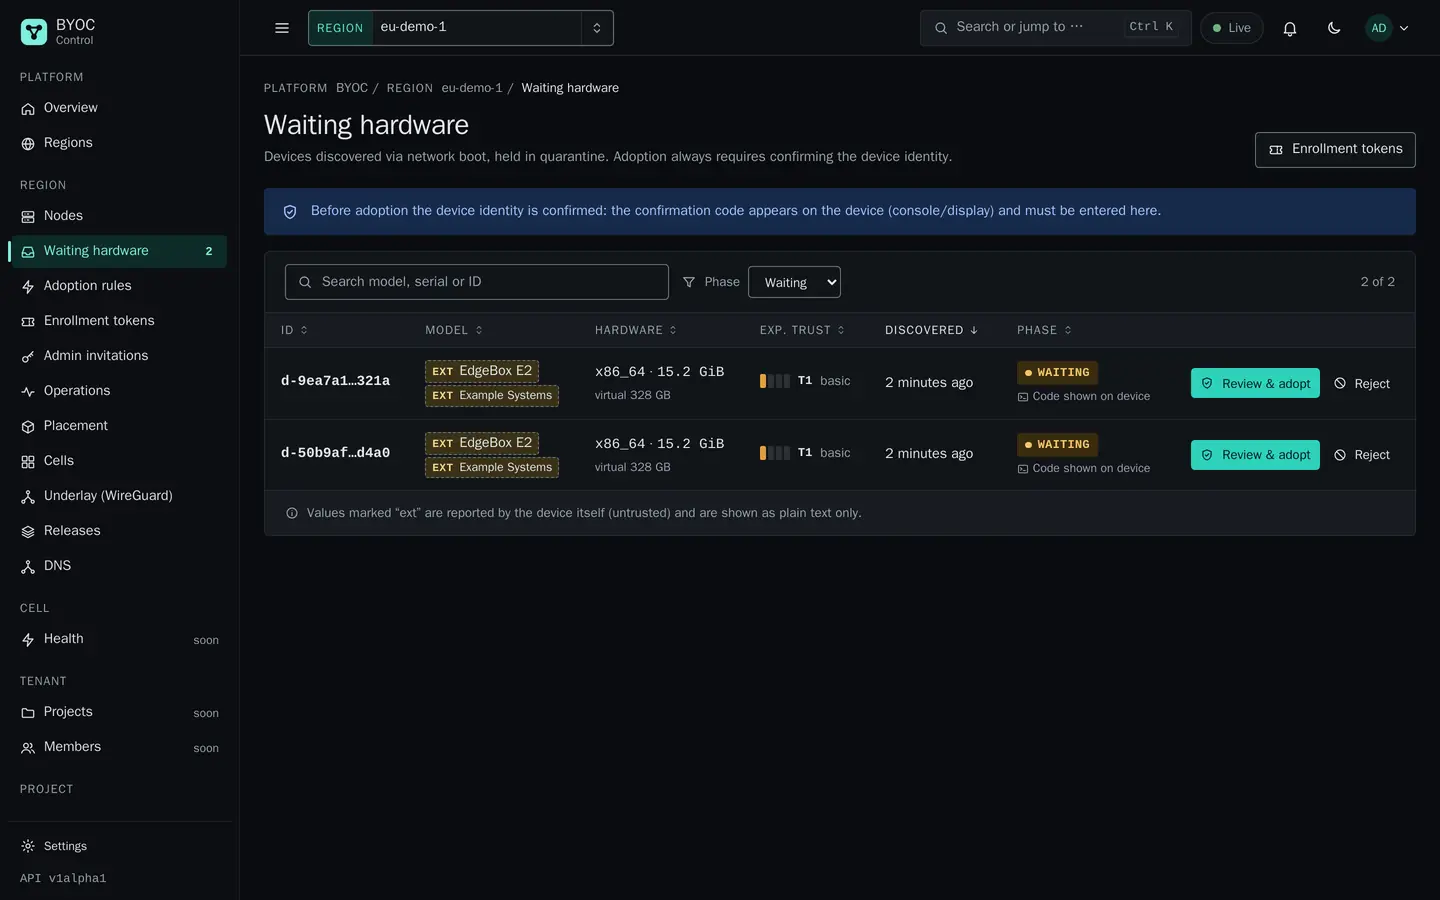 BYOC
Control
PLATFORM
Overview
Regions
REGION
Nodes
Waiting hardware 2
Adoption rules
Enrollment tokens
Admin invitations
Operations
Placement
Cells
Underlay (WireGuard)
Releases
DNS
CELL
Health soon
TENANT
Projects soon
Members soon
PROJECT
Settings
API v1alpha1
REGION eu-demo-1
Search or jump to ··· Ctrl K
Live
AD
PLATFORM BYOC / REGION eu-demo-1 / Waiting hardware
Waiting hardware
Devices discovered via network boot, held in quarantine. Adoption always requires confirming the device identity.
Enrollment tokens
Before adoption the device identity is confirmed: the confirmation code appears on the device (console/display) and must be entered here.
Search model, serial or ID
Phase Waiting
2 of 2
ID MODEL HARDWARE EXP. TRUST DISCOVERED PHASE
d-9ea7a1…321a
EXT EdgeBox E2
EXT Example Systems
x86_64 · 15.2 GiB
virtual 328 GB
T1 basic
2 minutes ago
WAITING
Code shown on device
Review & adopt
Reject
d-50b9af…d4a0
EXT EdgeBox E2
EXT Example Systems
x86_64 · 15.2 GiB
virtual 328 GB
T1 basic
2 minutes ago
WAITING
Code shown on device
Review & adopt
Reject
Values marked “ext” are reported by the device itself (untrusted) and are shown as plain text only.